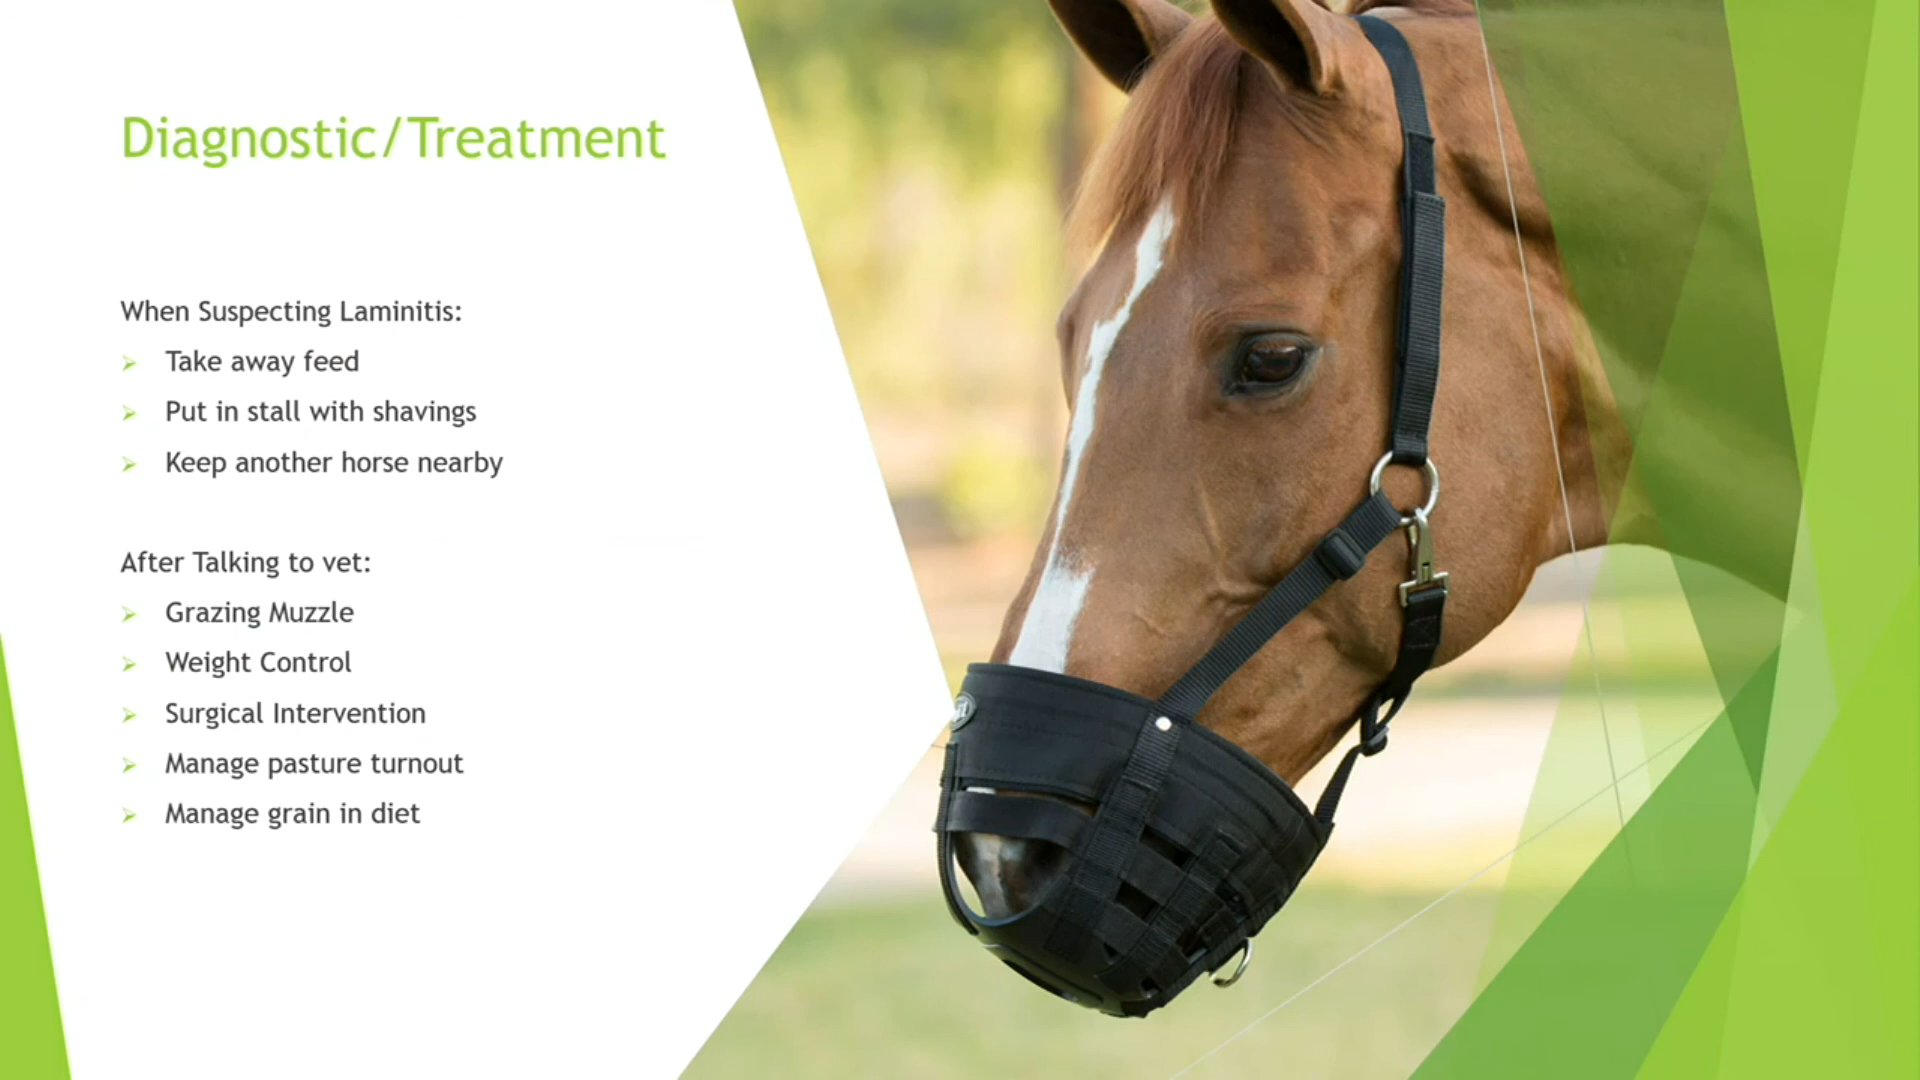 Diagnostic/Treatment
When Suspecting Laminitis:
Take away feed
Put in stall with shavings
Keep another horse nearby
After Talking to vet:
Grazing Muzzle
Weight Control
Surgical Intervention
Manage pasture turnout
Manage grain in diet